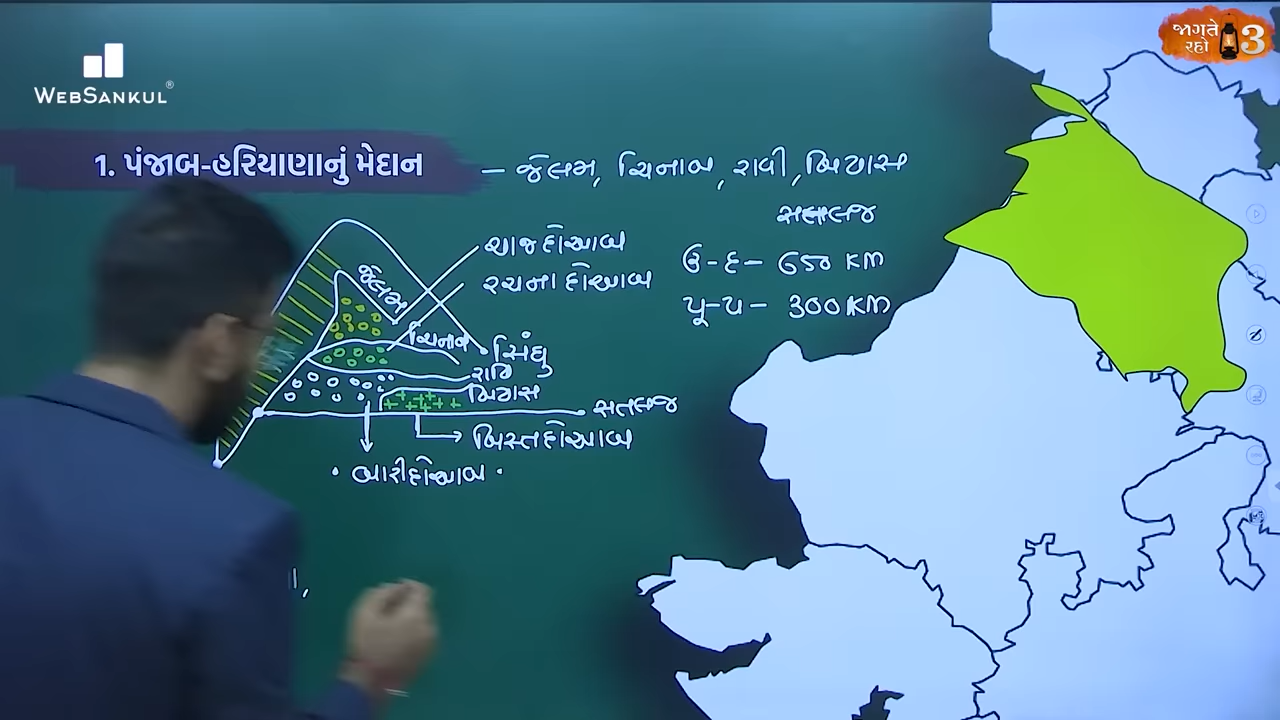 WEBSANKUL®
જાગતે
રહો 3
1. પંજાબ-હરિયાણાનું મેદાન – જેલમ, ચિનાબ, રાવી, બિયાસ
સતલજ
ચાજ દોઆબ
ઉ-દ- 650 KM
જેલમ
રચના દોઆબ
પૂ-પ- 300 KM
ચિનાબ
સિંધુ
રાવિ
બિયાસ
સતલજ
બિસ્ત દોઆબ
બારી દોઆબ